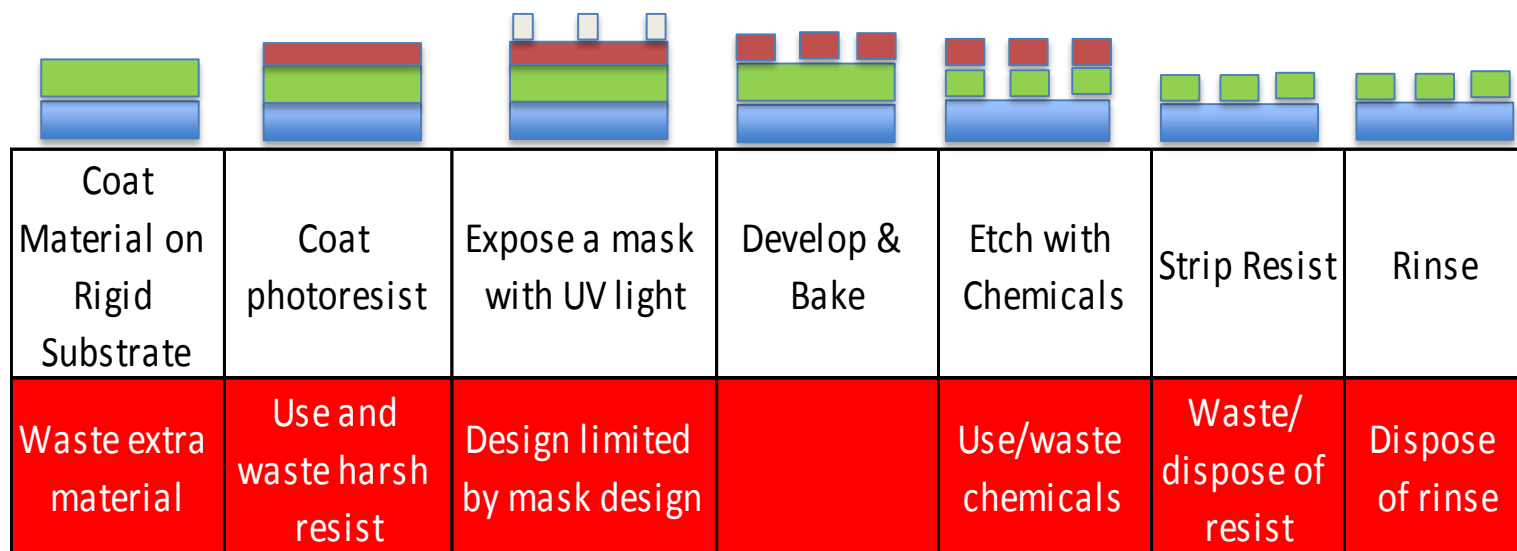 Coat
Material on
Rigid
Substrate
Coat
photoresist
Expose a mask
with UV light
Develop &
Bake
Etch with
Chemicals
Strip Resist
Rinse
Waste extra
material
Use and
waste harsh
resist
Design limited
by mask design
Use/waste
chemicals
Waste/
dispose of
resist
Dispose
of rinse